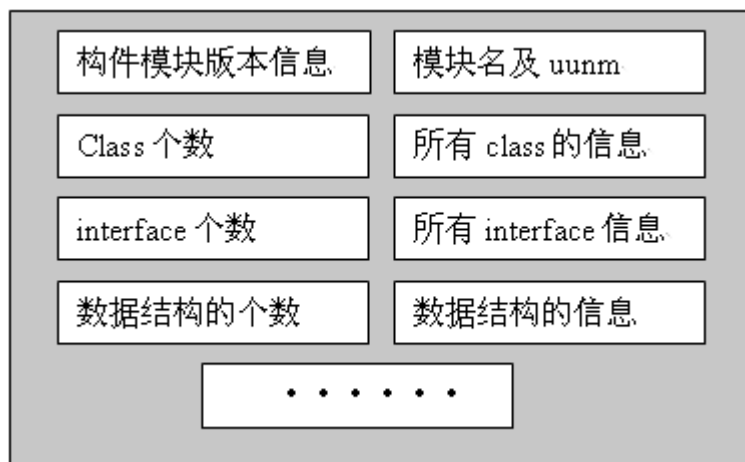 构件模块版本信息
模块名及 uunm
Class 个数
所有 class 的信息
interface 个数
所有 interface 信息
数据结构的个数
数据结构的信息
······